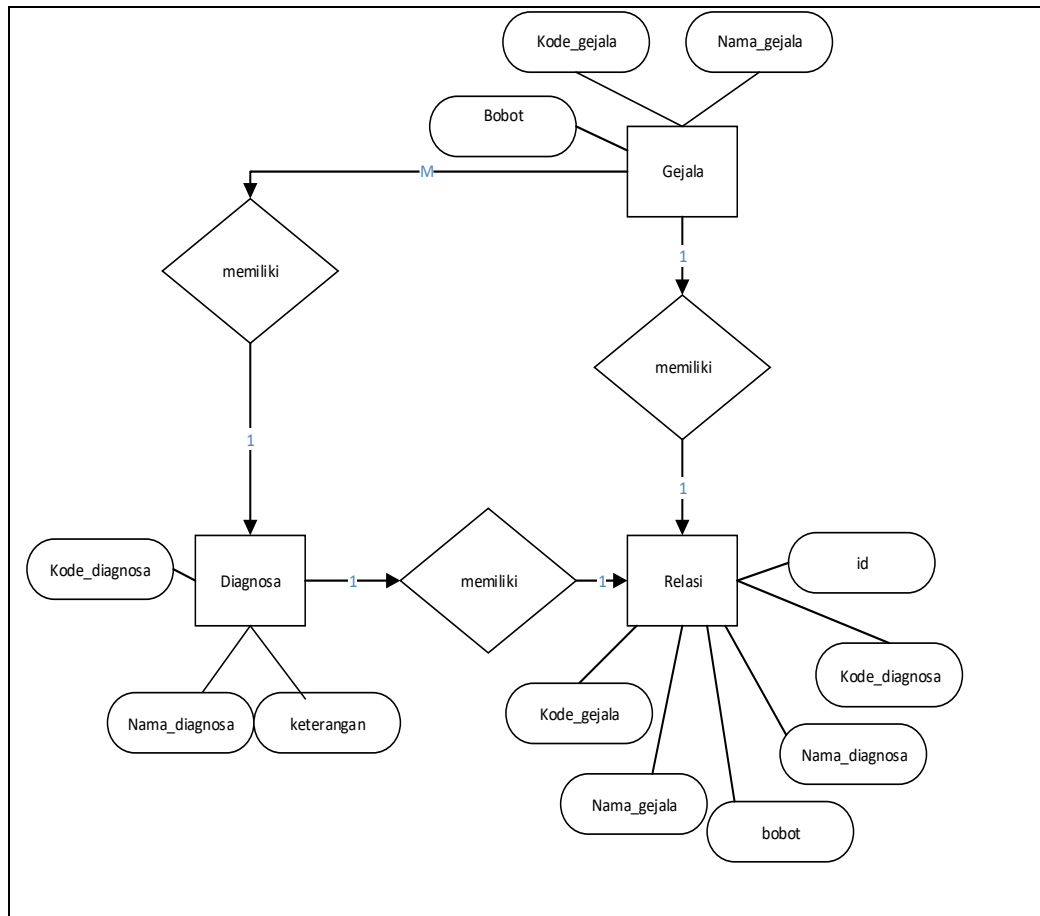 Kode_gejala
Nama_gejala
Bobot
Gejala
M
memiliki
1
memiliki
1
1
Kode_diagnosa
Diagnosa
1
memiliki
1
Relasi
id
Kode_diagnosa
Kode_gejala
Nama_diagnosa
keterangan
Nama_diagnosa
Nama_gejala
bobot